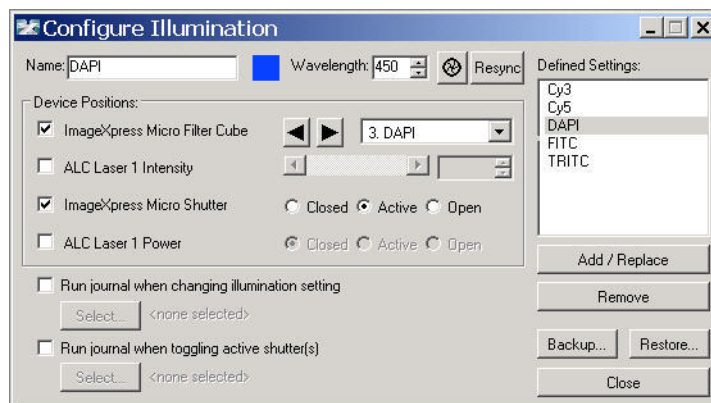 Configure Illumination
Name: DAPI
Wavelength: 450
Resync
Defined Settings:
Cy3
Cy5
DAPI
FITC
TRITC
Device Positions:
ImageXpress Micro Filter Cube
3. DAPI
ALC Laser 1 Intensity
ImageXpress Micro Shutter
Closed Active Open
ALC Laser 1 Power
Closed Active Open
Add / Replace
Run journal when changing illumination setting
Remove
Select... <none selected>
Run journal when toggling active shutter(s)
Backup... Restore...
Select... <none selected>
Close